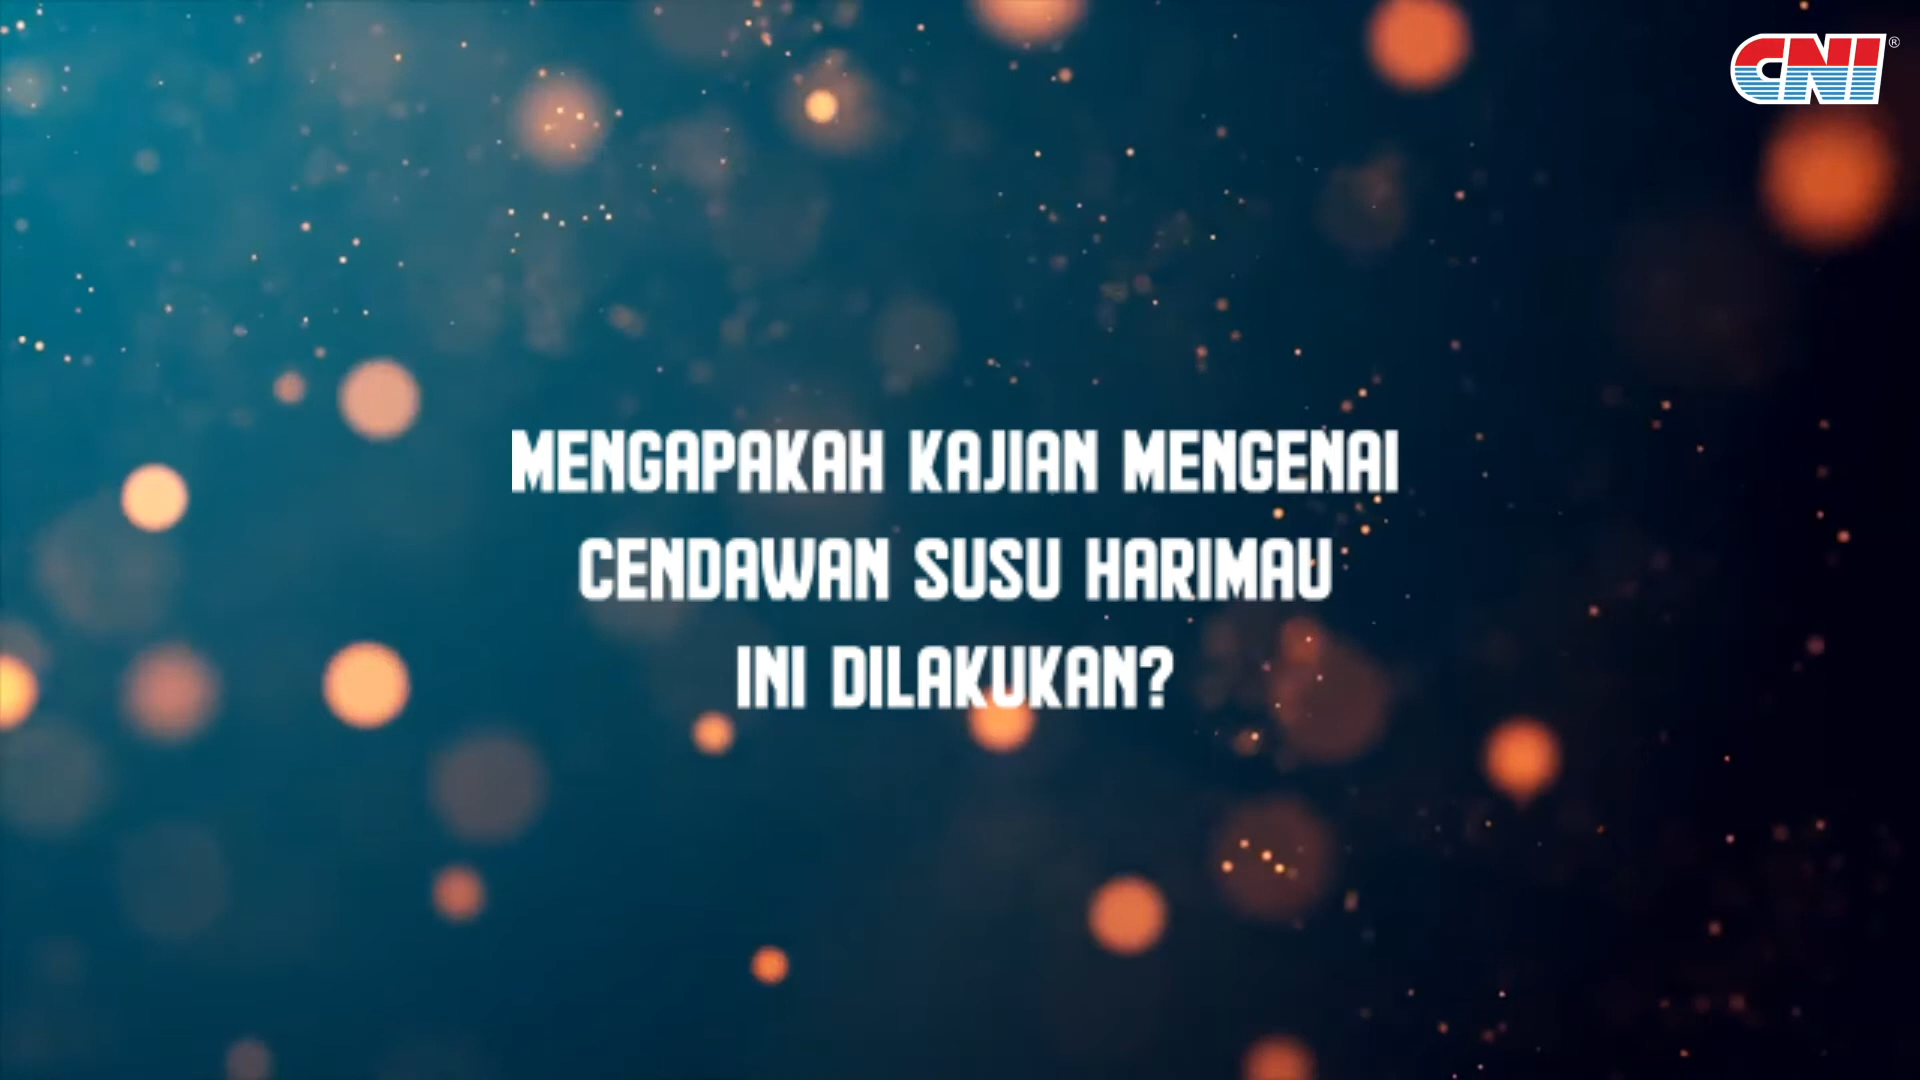 CNI®
MENGAPAKAH KAJIAN MENGENAI
CENDAWAN SUSU HARIMAU
INI DILAKUKAN?